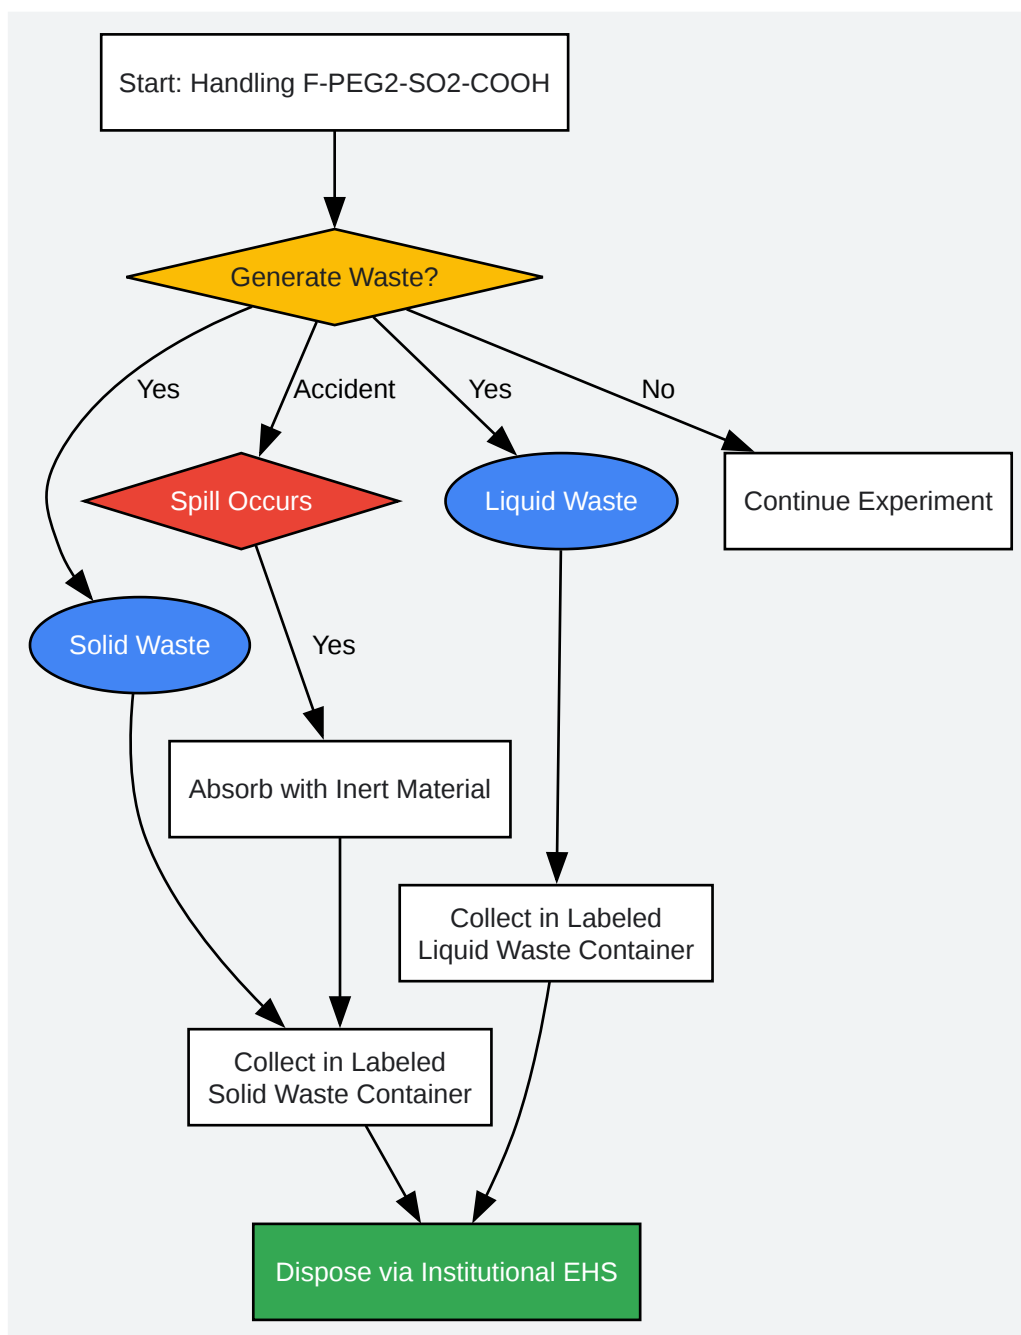 Start: Handling F-PEG2-SO2-COOH
Generate Waste?
Yes
Accident
Yes
No
Spill Occurs
Liquid Waste
Continue Experiment
Solid Waste
Yes
Absorb with Inert Material
Collect in Labeled
Liquid Waste Container
Collect in Labeled
Solid Waste Container
Dispose via Institutional EHS